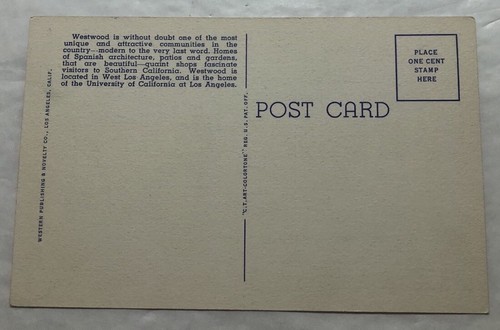 Westwood is without doubt one of the most
unique and attractive communities in the
country—modern to the very last word. Homes
of Spanish architecture, patios and gardens,
that are beautiful—quaint shops fascinate
visitors to Southern California. Westwood is
located in West Los Angeles, and is the home
of the University of California at Los Angeles.
WESTERN PUBLISHING & NOVELTY CO., LOS ANGELES, CALIF.
"C.T. ART-COLORTONE" REG. U.S. PAT. OFF.
POST CARD
PLACE
ONE CENT
STAMP
HERE